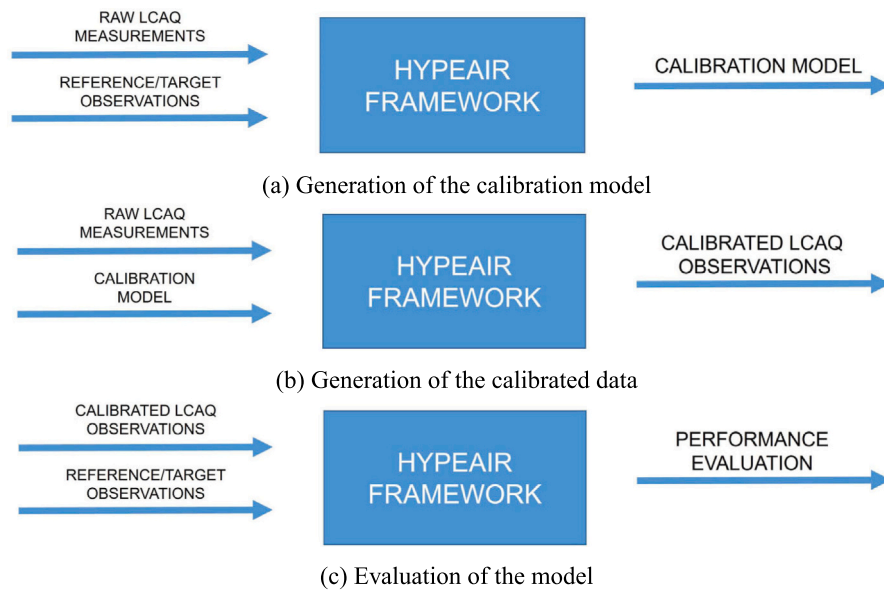 RAW LCAQ
MEASUREMENTS
REFERENCE/TARGET
OBSERVATIONS
HYPEAIR
FRAMEWORK
CALIBRATION MODEL
(a) Generation of the calibration model
RAW LCAQ
MEASUREMENTS
CALIBRATION
MODEL
HYPEAIR
FRAMEWORK
CALIBRATED LCAQ
OBSERVATIONS
(b) Generation of the calibrated data
CALIBRATED LCAQ
OBSERVATIONS
REFERENCE/TARGET
OBSERVATIONS
HYPEAIR
FRAMEWORK
PERFORMANCE
EVALUATION
(c) Evaluation of the model